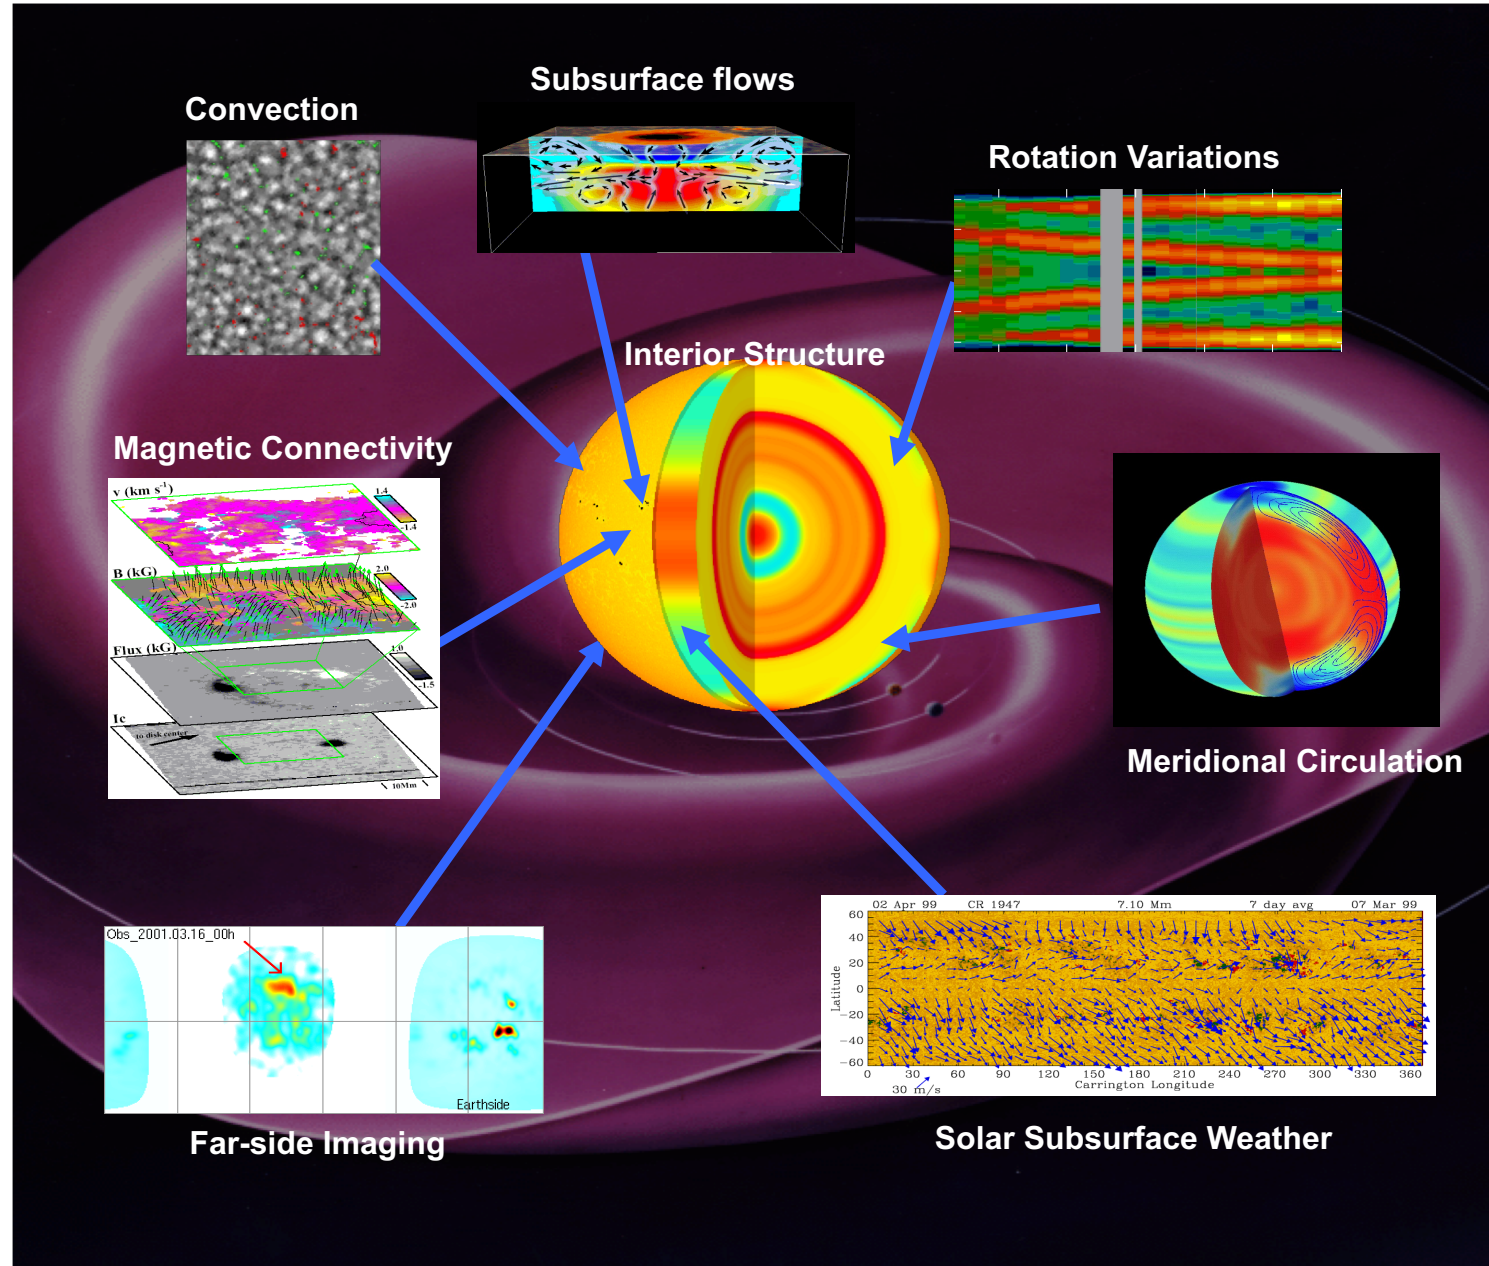 Subsurface flows
Convection
Rotation Variations
Interior Structure
Magnetic Connectivity
v (km s-1)
1.4
-1.4
B (kG)
2.0
-2.0
Flux (kG)
1.0
-1.5
Ic
to disk center
10Mm
Meridional Circulation
Obs_2001.03.16_00h
Earthside
Far-side Imaging
02 Apr 99 CR 1947 7.10 Mm 7 day avg 07 Mar 99
60
40
20
0
−20
−40
−60
Latitude
0 30 60 90 120 150 180 210 240 270 300 330 360
Carrington Longitude
30 m/s
Solar Subsurface Weather